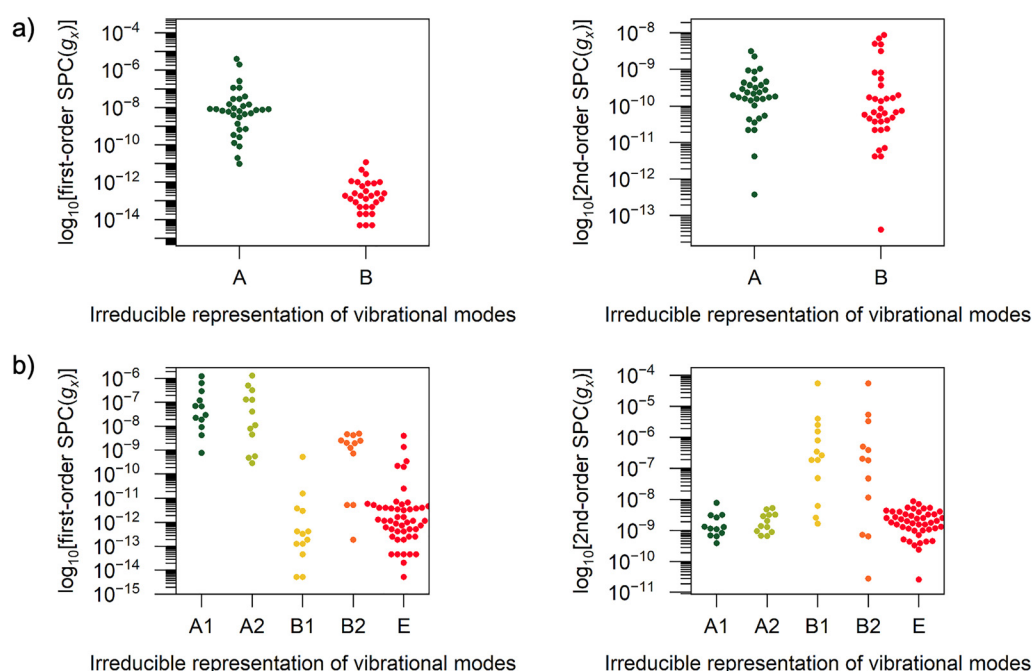 a)
log₁₀[first-order SPC(gₓ)]
10⁻⁴
10⁻⁶
10⁻⁸
10⁻¹⁰
10⁻¹²
10⁻¹⁴
A B
Irreducible representation of vibrational modes
log₁₀[2nd-order SPC(gₓ)]
10⁻⁸
10⁻⁹
10⁻¹⁰
10⁻¹¹
10⁻¹²
10⁻¹³
A B
Irreducible representation of vibrational modes
b)
log₁₀[first-order SPC(gₓ)]
10⁻⁶
10⁻⁷
10⁻⁸
10⁻⁹
10⁻¹⁰
10⁻¹¹
10⁻¹²
10⁻¹³
10⁻¹⁴
10⁻¹⁵
A1 A2 B1 B2 E
Irreducible representation of vibrational modes
log₁₀[2nd-order SPC(gₓ)]
10⁻⁴
10⁻⁵
10⁻⁶
10⁻⁷
10⁻⁸
10⁻⁹
10⁻¹⁰
10⁻¹¹
A1 A2 B1 B2 E
Irreducible representation of vibrational modes